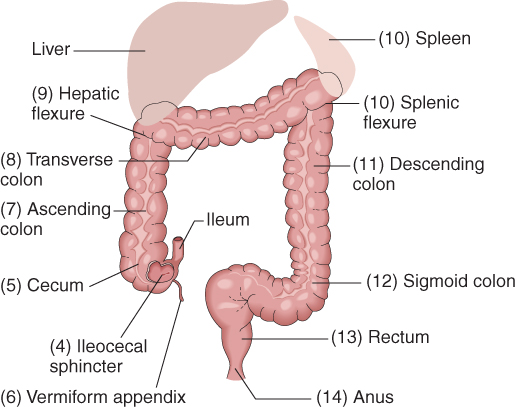 Liver
(10) Spleen
(9) Hepatic
flexure
(10) Splenic
flexure
(8) Transverse
colon
(11) Descending
colon
(7) Ascending
colon
Ileum
(5) Cecum
(12) Sigmoid colon
(4) Ileocecal
sphincter
(13) Rectum
(6) Vermiform appendix
(14) Anus